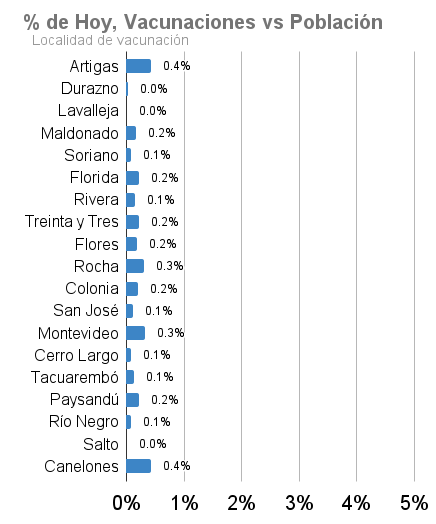 % de Hoy, Vacunaciones vs Población
Localidad de vacunación
Artigas 0.4%
Durazno 0.0%
Lavalleja 0.0%
Maldonado 0.2%
Soriano 0.1%
Florida 0.2%
Rivera 0.1%
Treinta y Tres 0.2%
Flores 0.2%
Rocha 0.3%
Colonia 0.2%
San José 0.1%
Montevideo 0.3%
Cerro Largo 0.1%
Tacuarembó 0.1%
Paysandú 0.2%
Río Negro 0.1%
Salto 0.0%
Canelones 0.4%
0% 1% 2% 3% 4% 5%